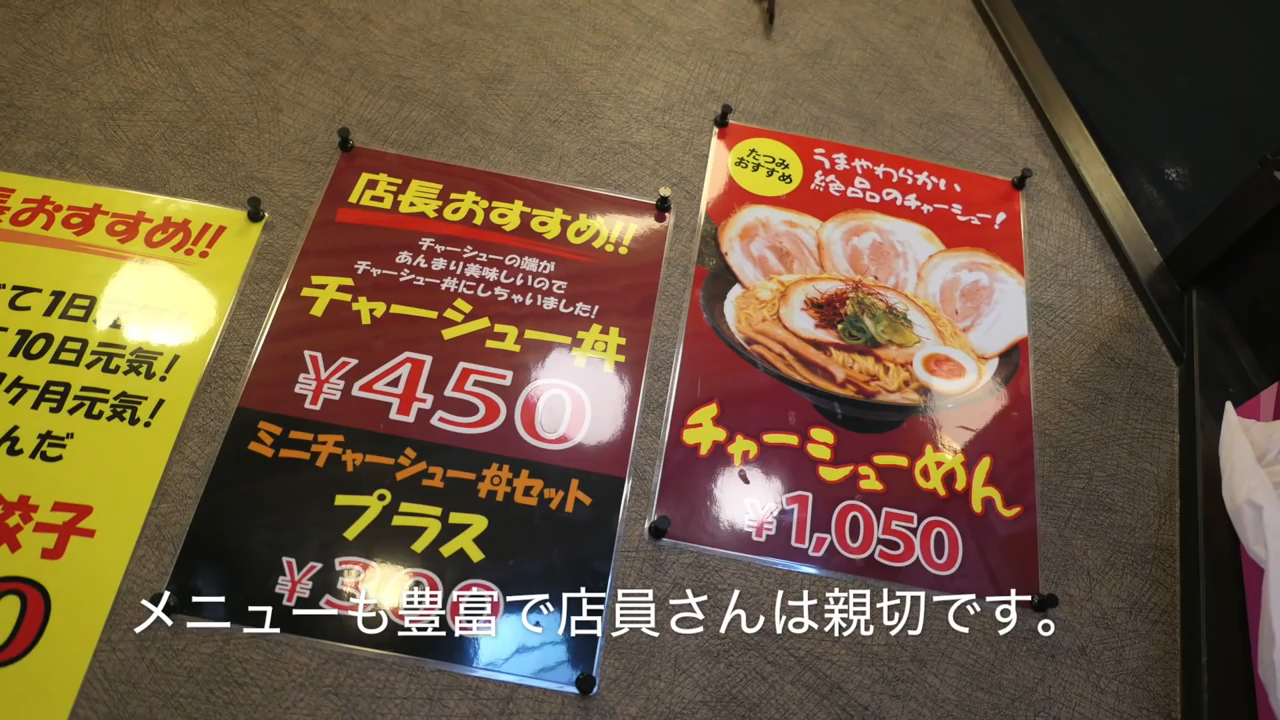 長おすすめ!!
て1日
10日元気!
1ヶ月元気!
んだ
餃子
0
店長おすすめ!!
チャーシューの端が
あんまり美味しいので
チャーシュー丼にしちゃいました!
チャーシュー丼
¥450
ミニチャーシュー丼セット
プラス
¥300
たつみ
おすすめ
うまやわらかい
絶品のチャーシュー!
チャーシューめん
¥1,050
メニューも豊富で店員さんは親切です。